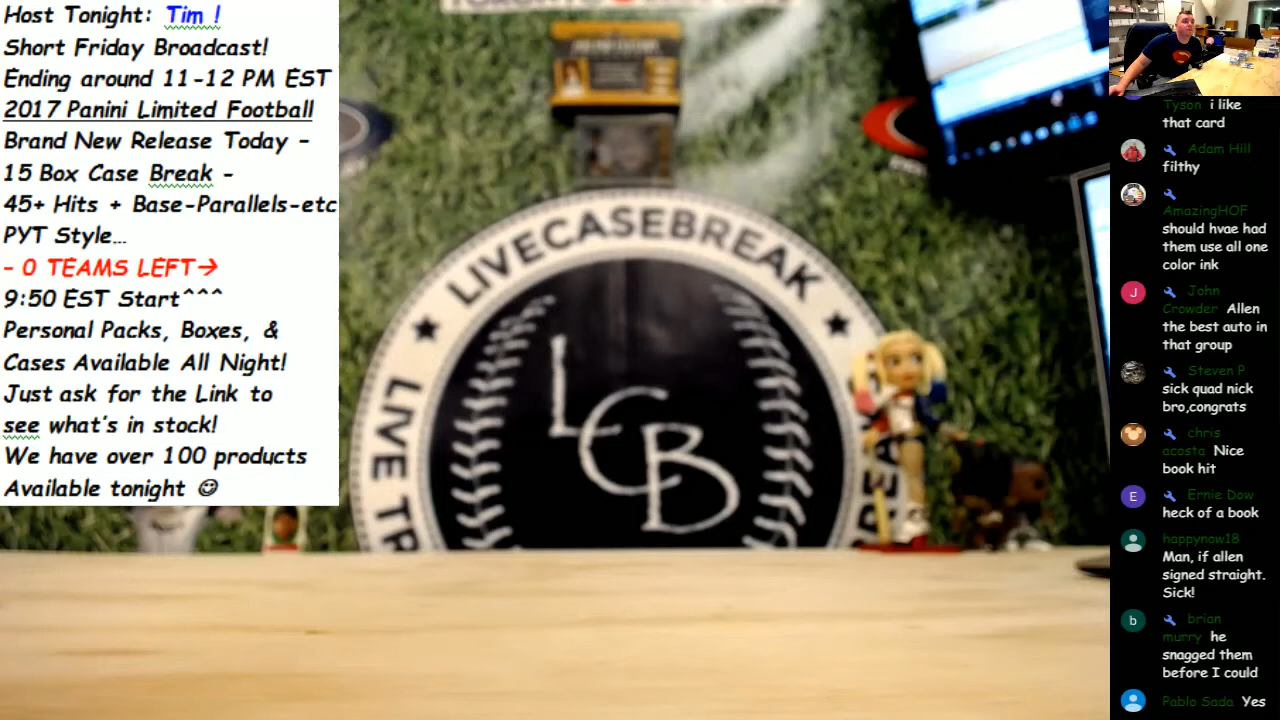 Host Tonight: Tim !
Short Friday Broadcast!
Ending around 11-12 PM EST
2017 Panini Limited Football
Brand New Release Today –
15 Box Case Break -
45+ Hits + Base-Parallels-etc
PYT Style…
- 0 TEAMS LEFT→
9:50 EST Start^^^
Personal Packs, Boxes, &
Cases Available All Night!
Just ask for the Link to
see what's in stock!
We have over 100 products
Available tonight ☺
LIVECASEBREAK
LIVE
LCB
Tyson i like
that card
Adam Hill
filthy
AmazingHOF
should hvae had
them use all one
color ink
J
John
Crowder Allen
the best auto in
that group
Steven P
sick quad nick
bro,congrats
chris
acosta Nice
book hit
E
Ernie Dow
heck of a book
happynow18
Man, if allen
signed straight.
Sick!
b
brian
murry he
snagged them
before I could
Pablo Sada Yes